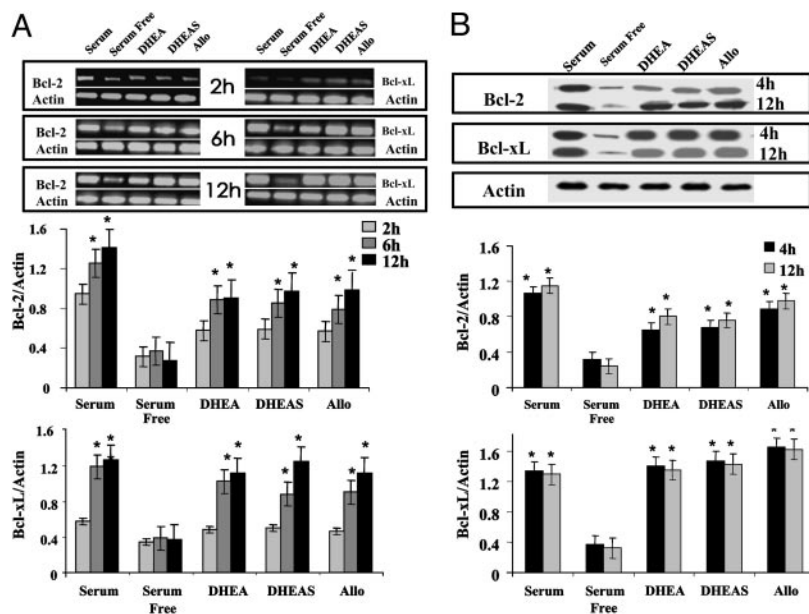 A
Serum
Serum Free
DHEA
DHEAS
Allo
Serum
Serum Free
DHEA
DHEAS
Allo
Bcl-2
2h
Bcl-xL
Actin
Actin
Bcl-2
6h
Bcl-xL
Actin
Actin
Bcl-2
12h
Bcl-xL
Actin
Actin
2h
6h
12h
Bcl-2/Actin
1.6
1.2
0.8
0.4
0
* * * * * * * *
Serum Serum Free DHEA DHEAS Allo
Bcl-xL/Actin
1.6
1.2
0.8
0.4
0
* * * * * * * *
Serum Serum Free DHEA DHEAS Allo
B
Serum
Serum Free
DHEA
DHEAS
Allo
Bcl-2
4h
12h
Bcl-xL
4h
12h
Actin
4h
12h
Bcl-2/Actin
1.6
1.2
0.8
0.4
0
* * * * * * * *
Serum Serum Free DHEA DHEAS Allo
Bcl-xL/Actin
1.6
1.2
0.8
0.4
0
* * * * * * * *
Serum Serum Free DHEA DHEAS Allo